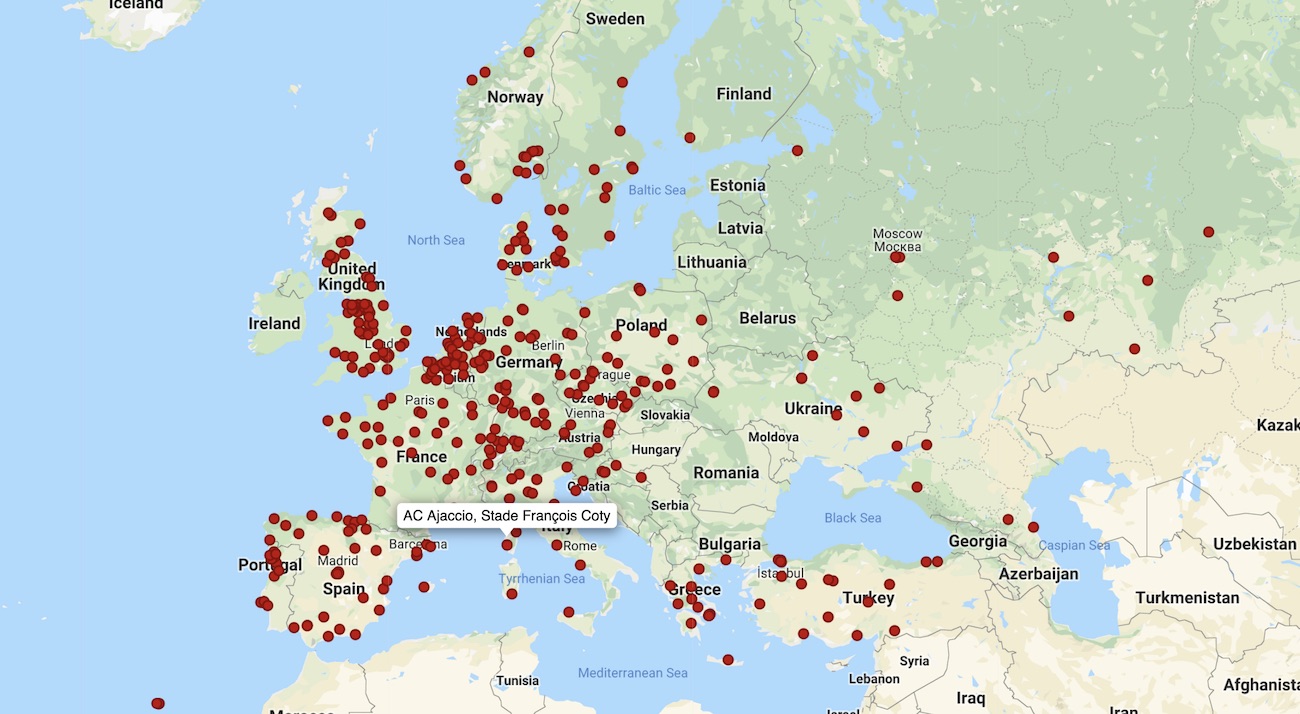 Iceland
Sweden
Finland
Norway
Estonia
Baltic Sea
Latvia
Moscow
Москва
North Sea
Denmark
Lithuania
United
Kingdom
Ireland
Belarus
Poland
Netherlands
Berlin
Germany
Prague
Paris
Czechia
Vienna
Slovakia
Ukraine
Kazak
Austria
Moldova
Hungary
France
Romania
Croatia
Serbia
AC Ajaccio, Stade François Coty
Black Sea
Italy
Barcelona
Rome
Bulgaria
Georgia
Caspian Sea
Uzbekistan
Portugal
Madrid
Tyrrhenian Sea
İstanbul
Azerbaijan
Spain
Greece
Turkey
Turkmenistan
Syria
Mediterranean Sea
Tunisia
Lebanon
Afghanista
Iraq
Morocco
Israel
Iran